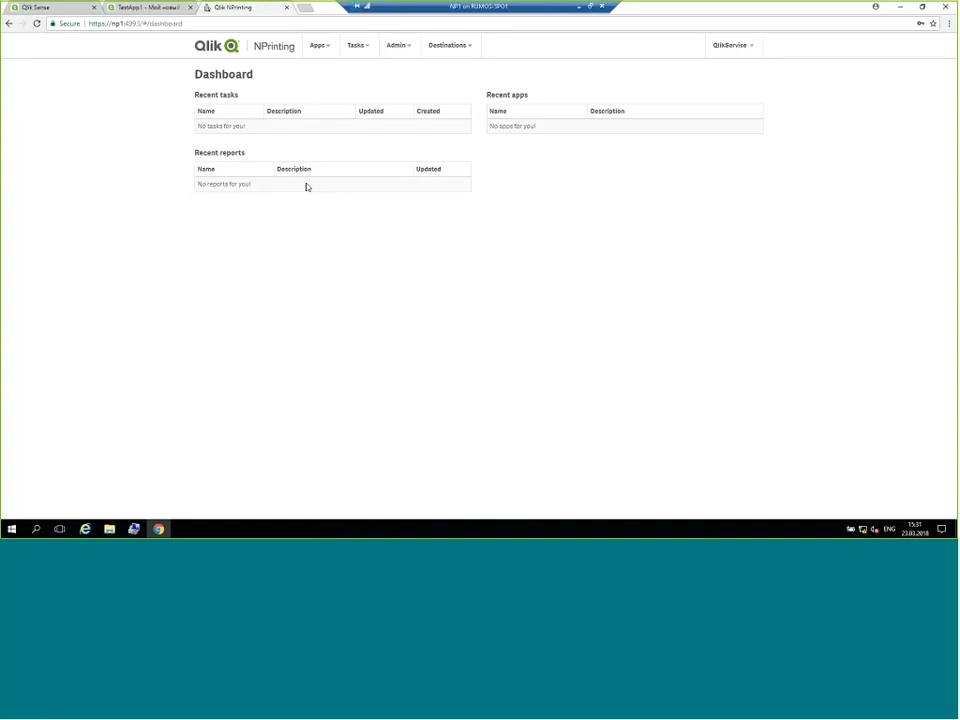 Qlik Sense
TestApp1 - Мой новый
Qlik NPrinting
NP1 on RUMOS-SPO1
Secure https://np1:4993/#/dashboard
Qlik NPrinting Apps Tasks Admin Destinations QlikService
Dashboard
Recent tasks
Name Description Updated Created
No tasks for you!
Recent apps
Name Description
No apps for you!
Recent reports
Name Description Updated
No reports for you!
ENG
15:31
23.03.2018